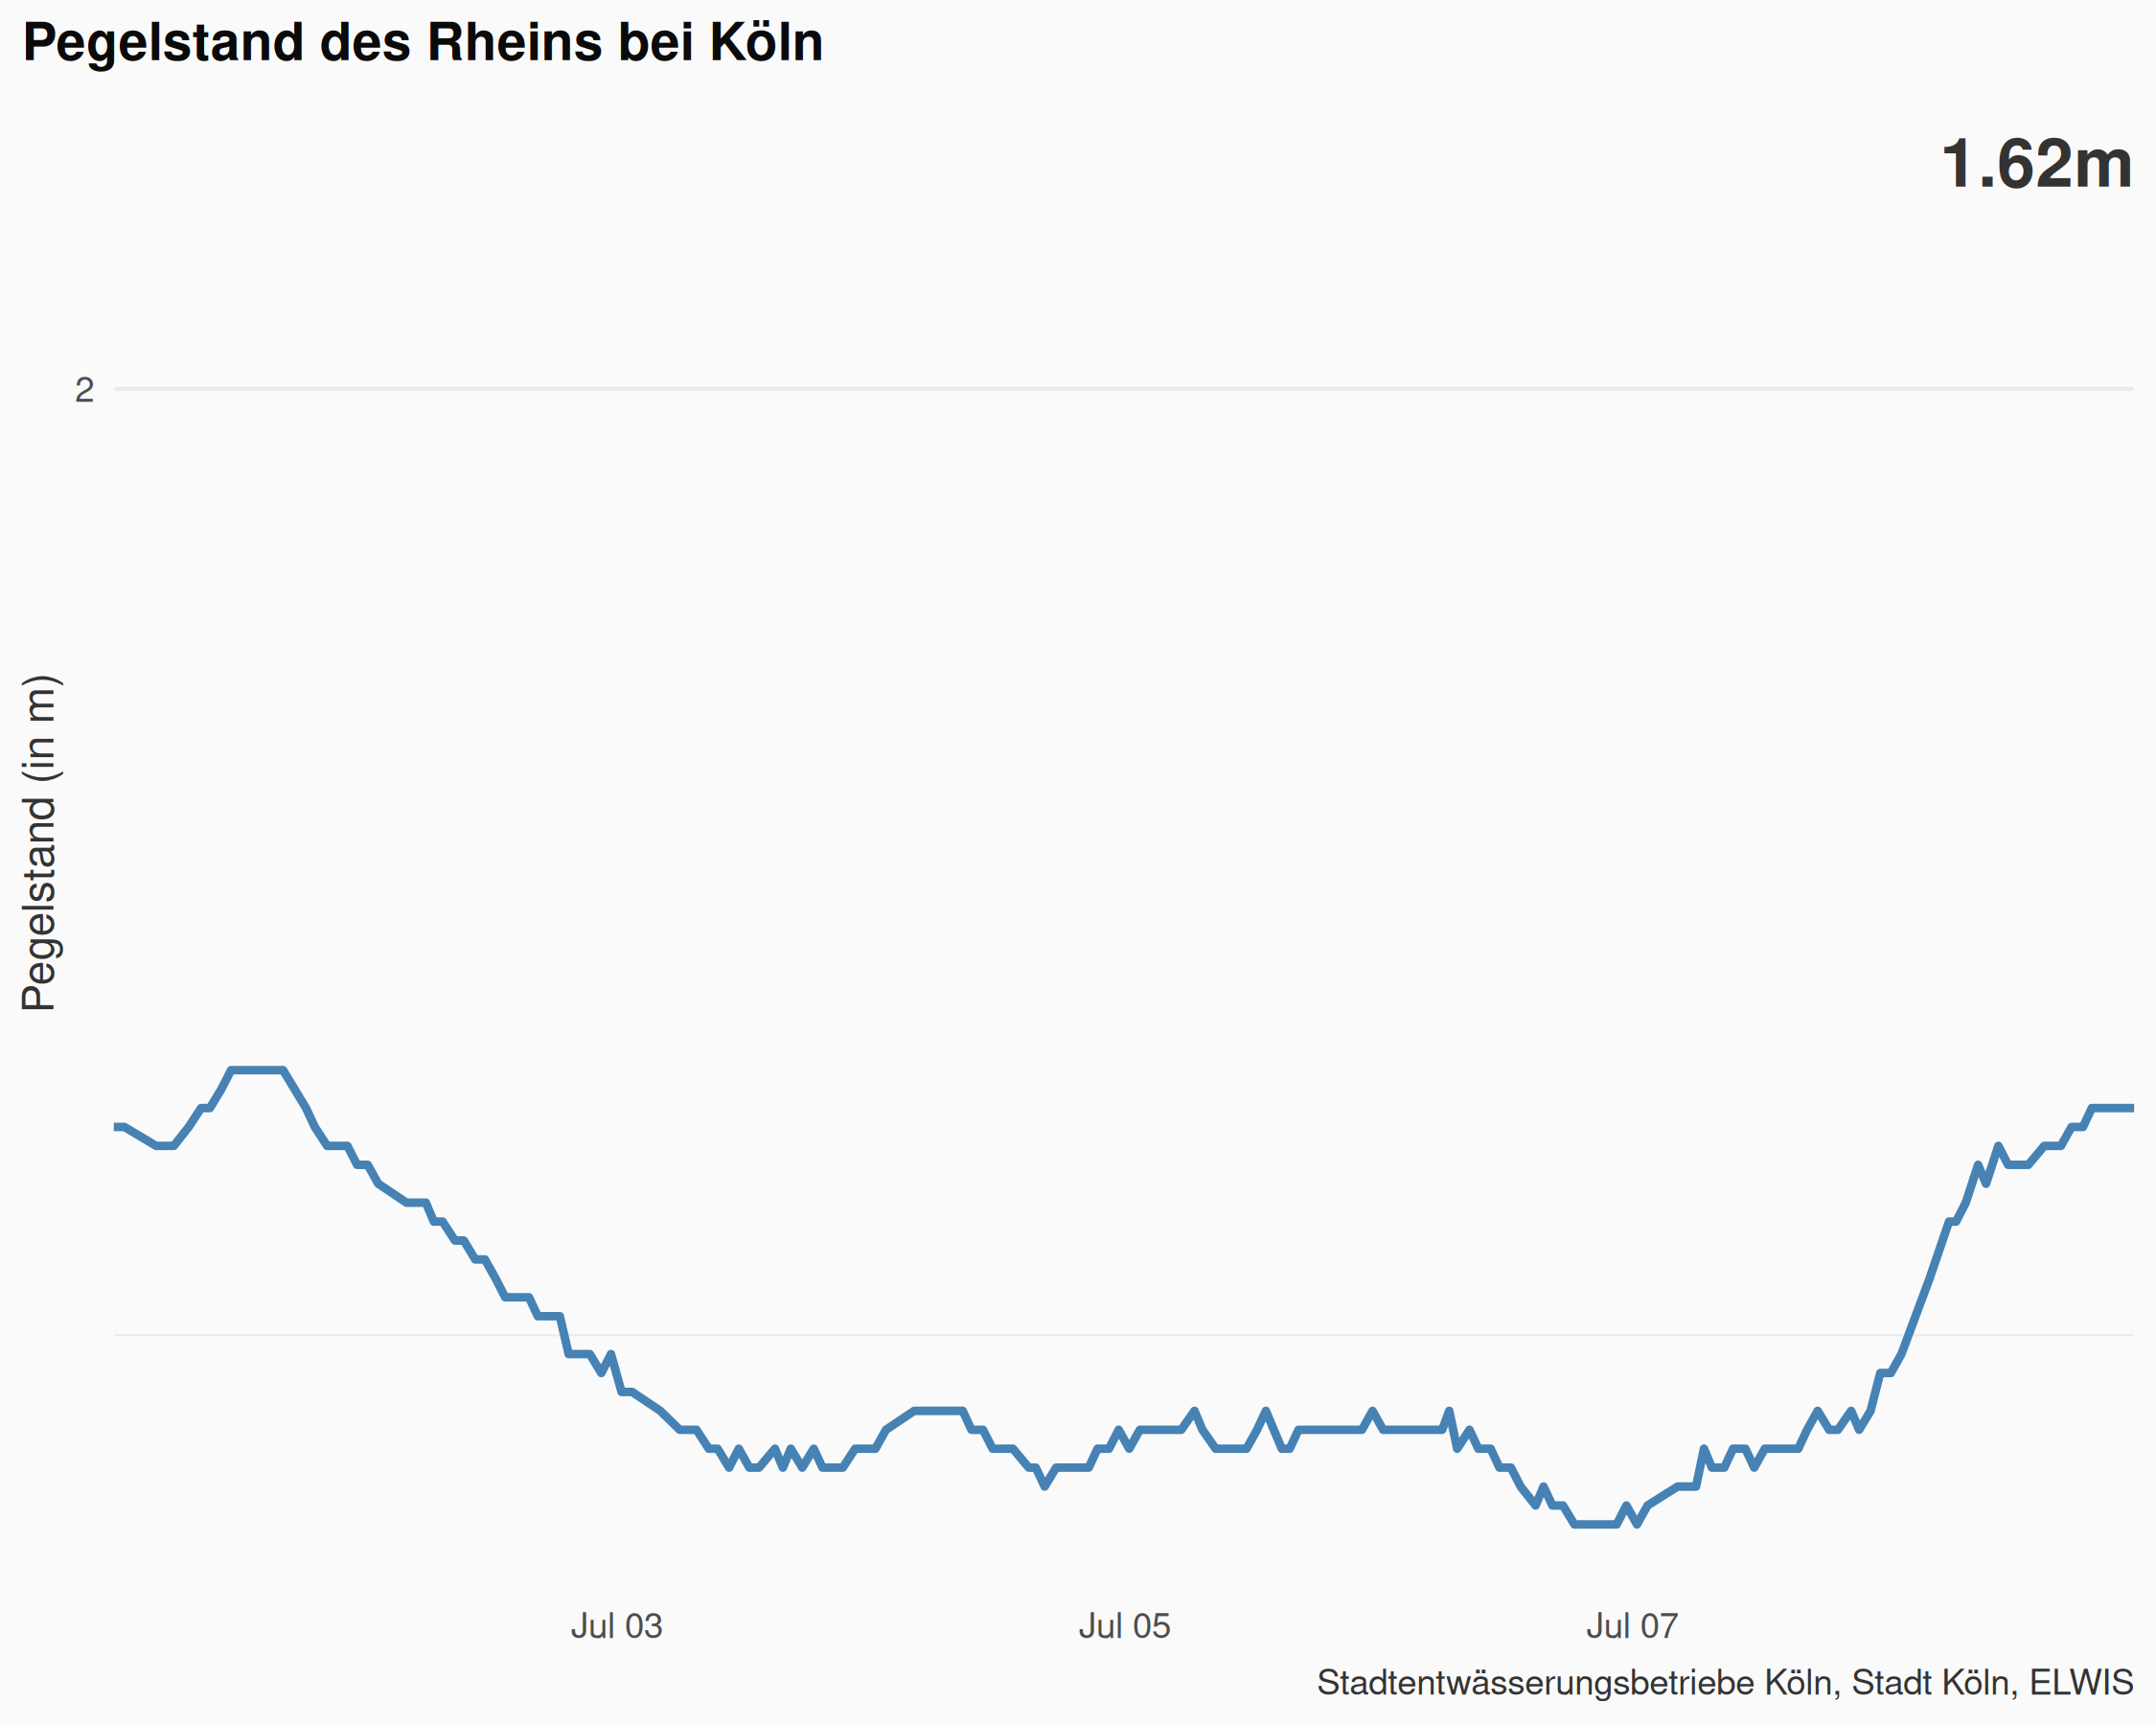 Pegelstand des Rheins bei Köln
1.62m
2
Pegelstand (in m)
Jul 03
Jul 05
Jul 07
Stadtentwässerungsbetriebe Köln, Stadt Köln, ELWIS